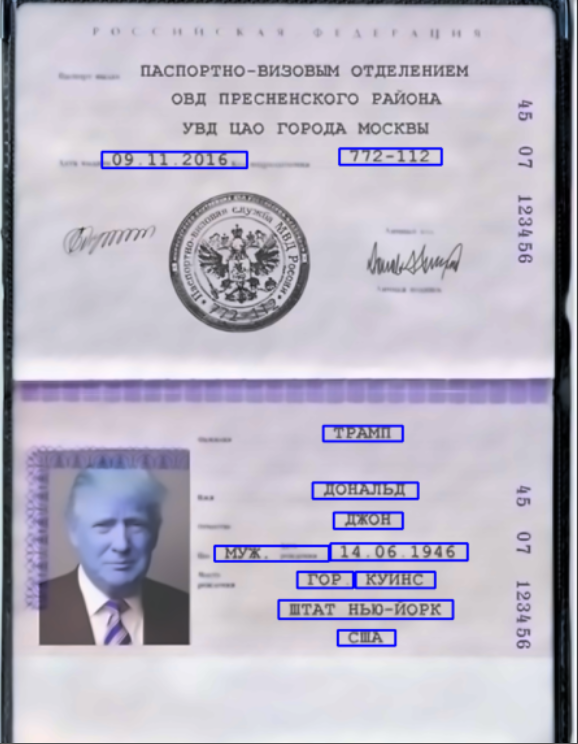 РОССИЙСКАЯ ФЕДЕРАЦИЯ
Паспорт выдан ПАСПОРТНО-ВИЗОВЫМ ОТДЕЛЕНИЕМ
ОВД ПРЕСНЕНСКОГО РАЙОНА
УВД ЦАО ГОРОДА МОСКВЫ
Дата выдачи 09.11.2016 Код подразделения 772-112
45 07 123456
Паспортно-визовая служба МВД России
772-112
Личный код
Личная подпись
Фамилия ТРАМП
Имя ДОНАЛЬД
Отчество ДЖОН
Пол МУЖ. рождения 14.06.1946
Место рождения ГОР. КУИНС
ШТАТ НЬЮ-ЙОРК
США
45 07 123456